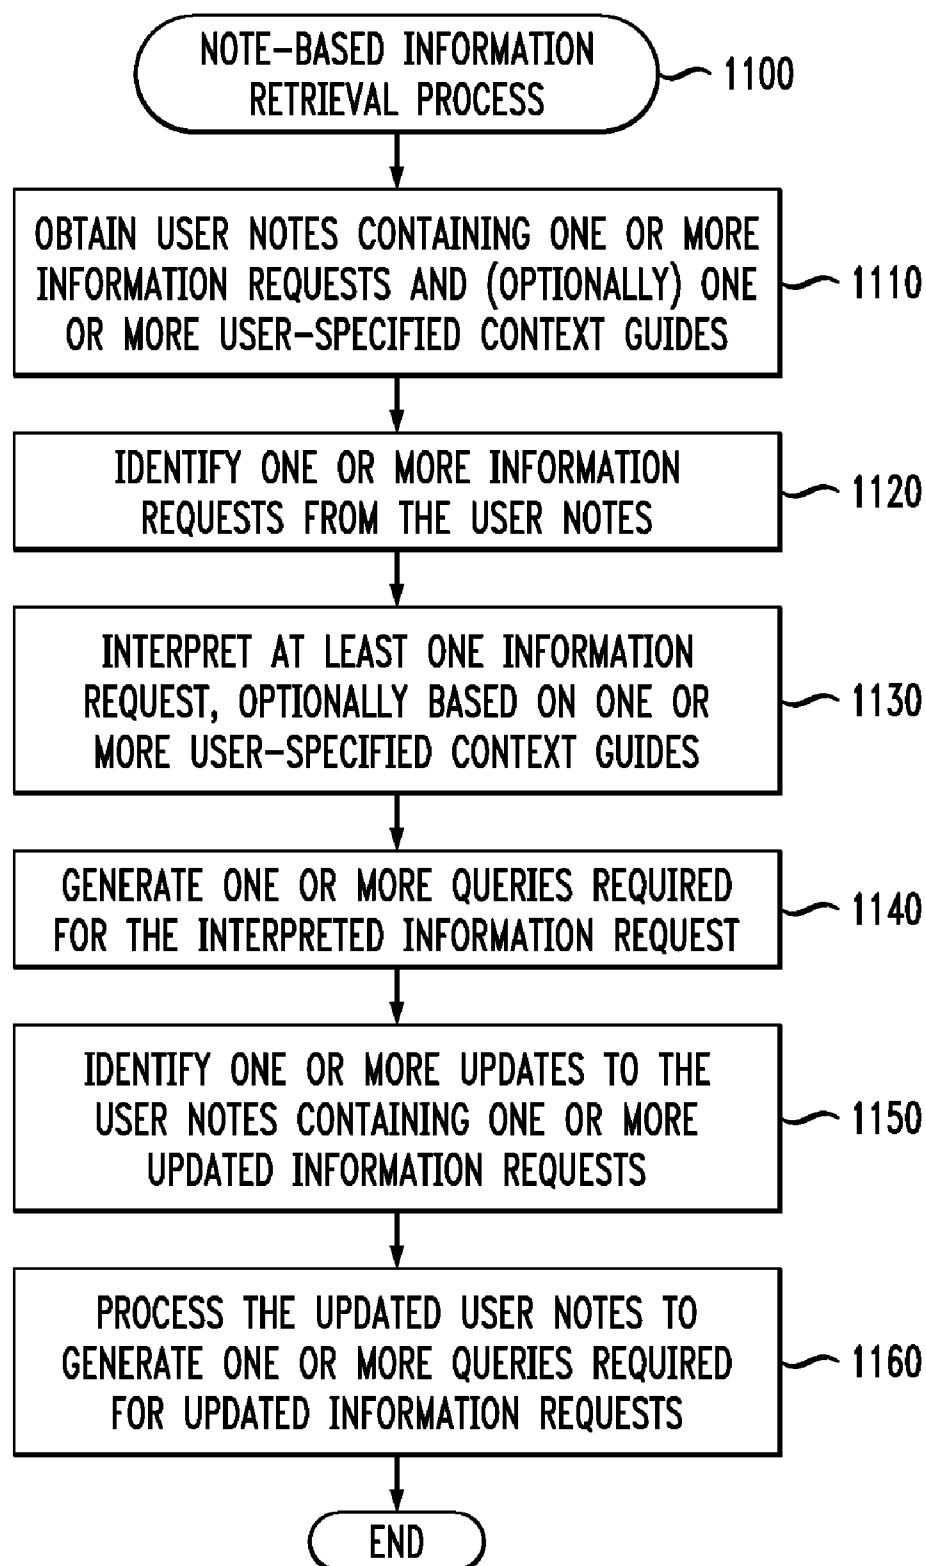 NOTE-BASED INFORMATION
RETRIEVAL PROCESS
1100
OBTAIN USER NOTES CONTAINING ONE OR MORE
INFORMATION REQUESTS AND (OPTIONALLY) ONE
OR MORE USER-SPECIFIED CONTEXT GUIDES
1110
IDENTIFY ONE OR MORE INFORMATION
REQUESTS FROM THE USER NOTES
1120
INTERPRET AT LEAST ONE INFORMATION
REQUEST, OPTIONALLY BASED ON ONE OR
MORE USER-SPECIFIED CONTEXT GUIDES
1130
GENERATE ONE OR MORE QUERIES REQUIRED
FOR THE INTERPRETED INFORMATION REQUEST
1140
IDENTIFY ONE OR MORE UPDATES TO THE
USER NOTES CONTAINING ONE OR MORE
UPDATED INFORMATION REQUESTS
1150
PROCESS THE UPDATED USER NOTES TO
GENERATE ONE OR MORE QUERIES REQUIRED
FOR UPDATED INFORMATION REQUESTS
1160
END